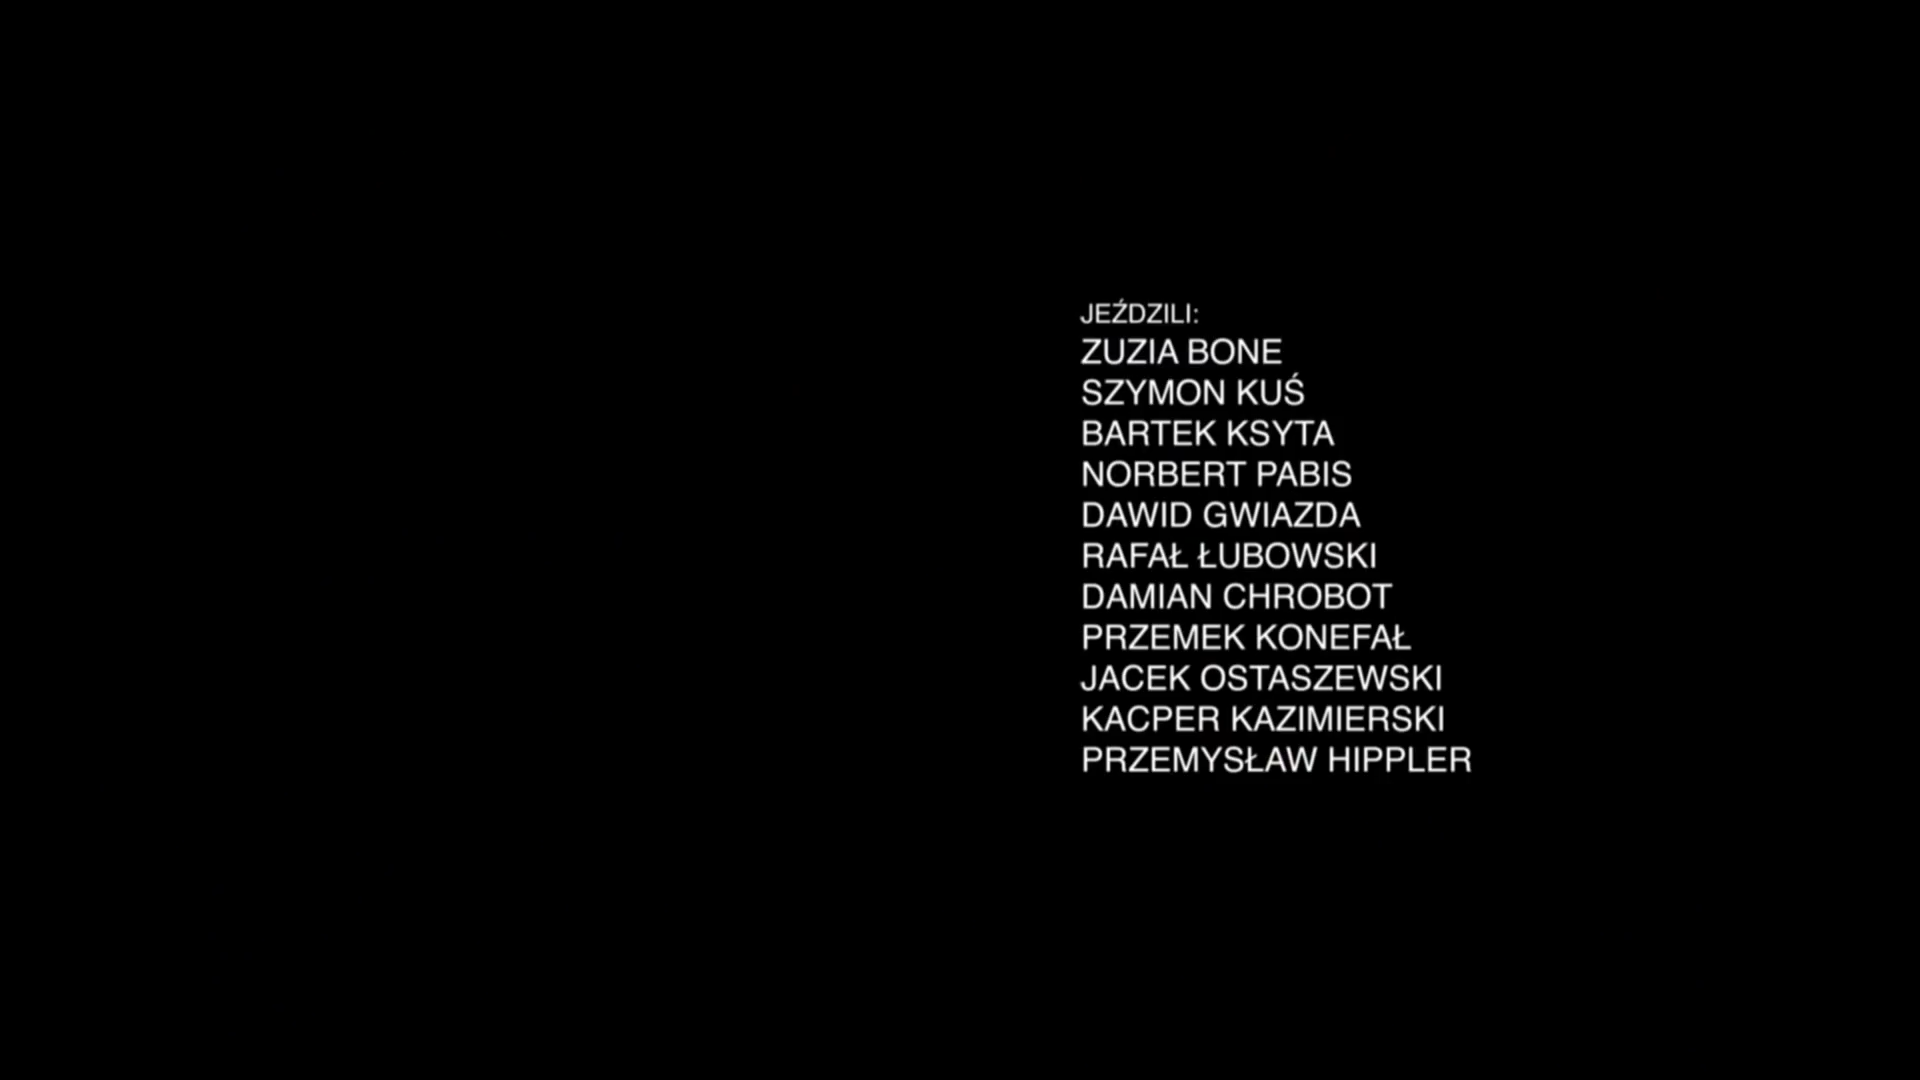 JEŹDZILI:
ZUZIA BONE
SZYMON KUŚ
BARTEK KSYTA
NORBERT PABIS
DAWID GWIAZDA
RAFAŁ ŁUBOWSKI
DAMIAN CHROBOT
PRZEMEK KONEFAŁ
JACEK OSTASZEWSKI
KACPER KAZIMIERSKI
PRZEMYSŁAW HIPPLER